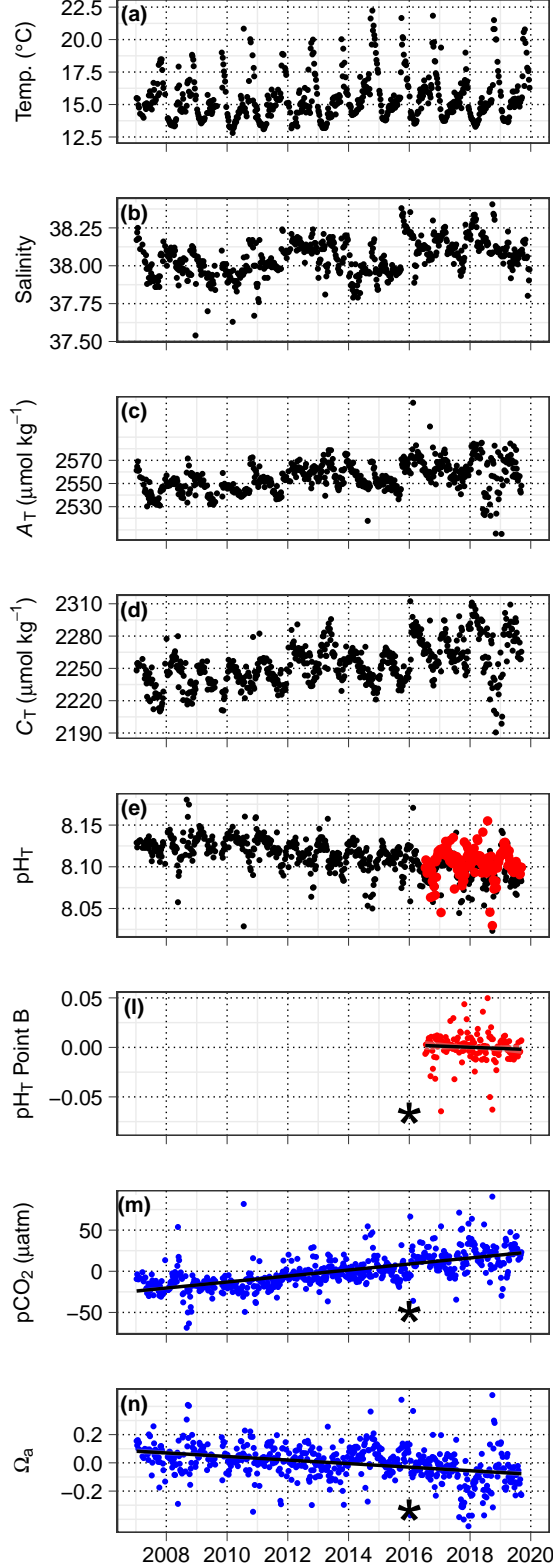 (a)
Temp. (°C)
22.5
20.0
17.5
15.0
12.5
(b)
Salinity
38.25
38.00
37.75
37.50
(c)
A_T (µmol kg⁻¹)
2570
2550
2530
(d)
C_T (µmol kg⁻¹)
2310
2280
2250
2220
2190
(e)
pH_T
8.15
8.10
8.05
(l)
pH_T Point B
0.05
0.00
−0.05
*
(m)
pCO₂ (µatm)
50
0
−50
*
(n)
Ωₐ
0.2
0.0
−0.2
*
2008 2010 2012 2014 2016 2018 2020